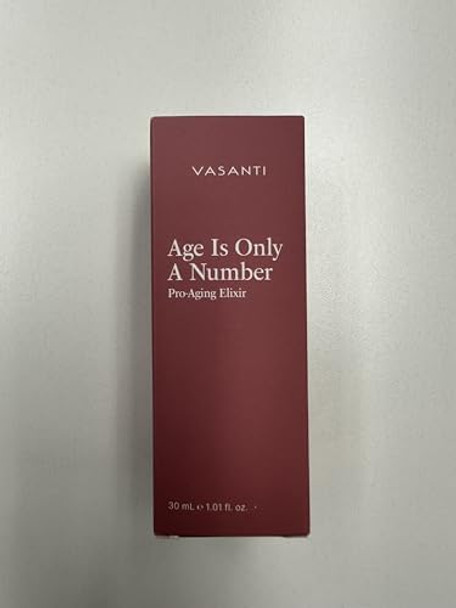 VASANTI
Age Is Only
A Number
Pro-Aging Elixir
30 mL ℮ 1.01 fl. oz.